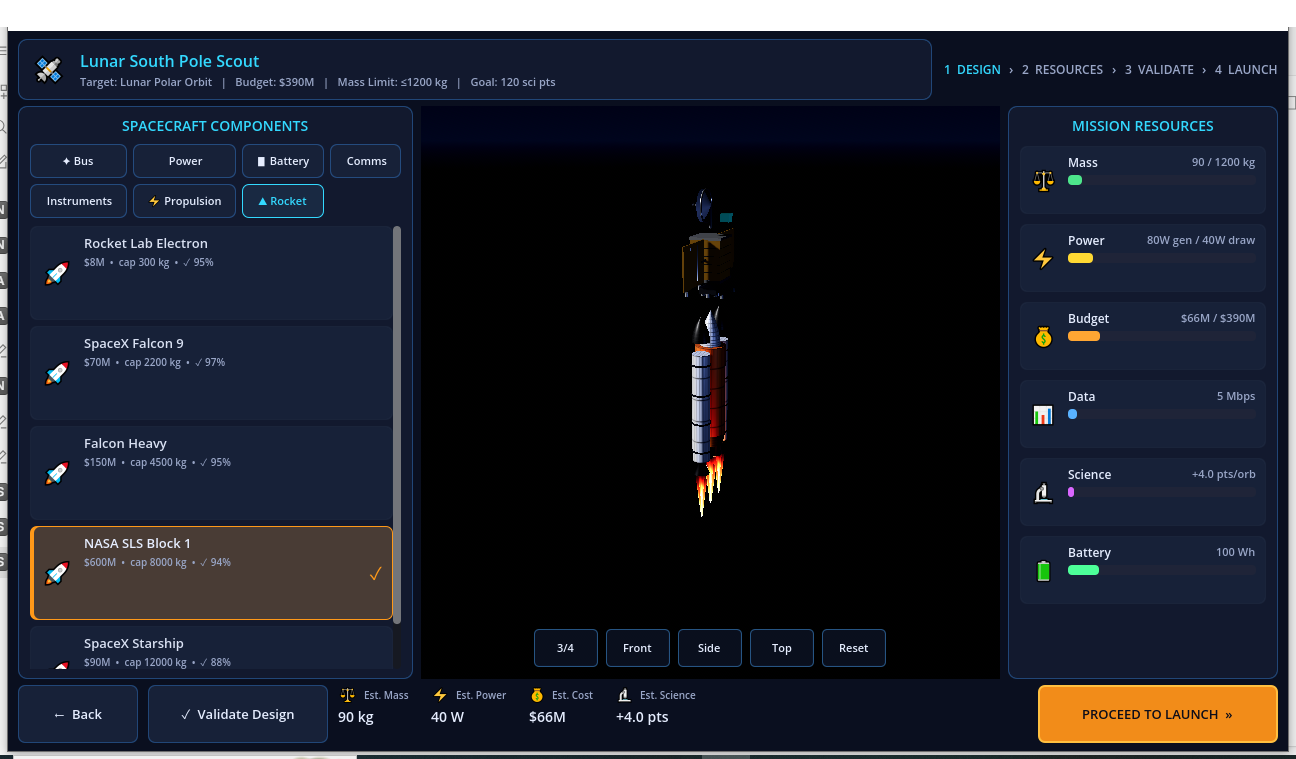 Lunar South Pole Scout
Target: Lunar Polar Orbit | Budget: $390M | Mass Limit: ≤1200 kg | Goal: 120 sci pts
1 DESIGN › 2 RESOURCES › 3 VALIDATE › 4 LAUNCH
SPACECRAFT COMPONENTS
✦ Bus
Power
Battery
Comms
Instruments
Propulsion
▲ Rocket
Rocket Lab Electron
$8M • cap 300 kg • ✓ 95%
SpaceX Falcon 9
$70M • cap 2200 kg • ✓ 97%
Falcon Heavy
$150M • cap 4500 kg • ✓ 95%
NASA SLS Block 1
$600M • cap 8000 kg • ✓ 94%
✓
SpaceX Starship
$90M • cap 12000 kg • ✓ 88%
3/4
Front
Side
Top
Reset
MISSION RESOURCES
Mass 90 / 1200 kg
Power 80W gen / 40W draw
Budget $66M / $390M
Data 5 Mbps
Science +4.0 pts/orb
Battery 100 Wh
← Back
✓ Validate Design
Est. Mass
90 kg
Est. Power
40 W
Est. Cost
$66M
Est. Science
+4.0 pts
PROCEED TO LAUNCH »